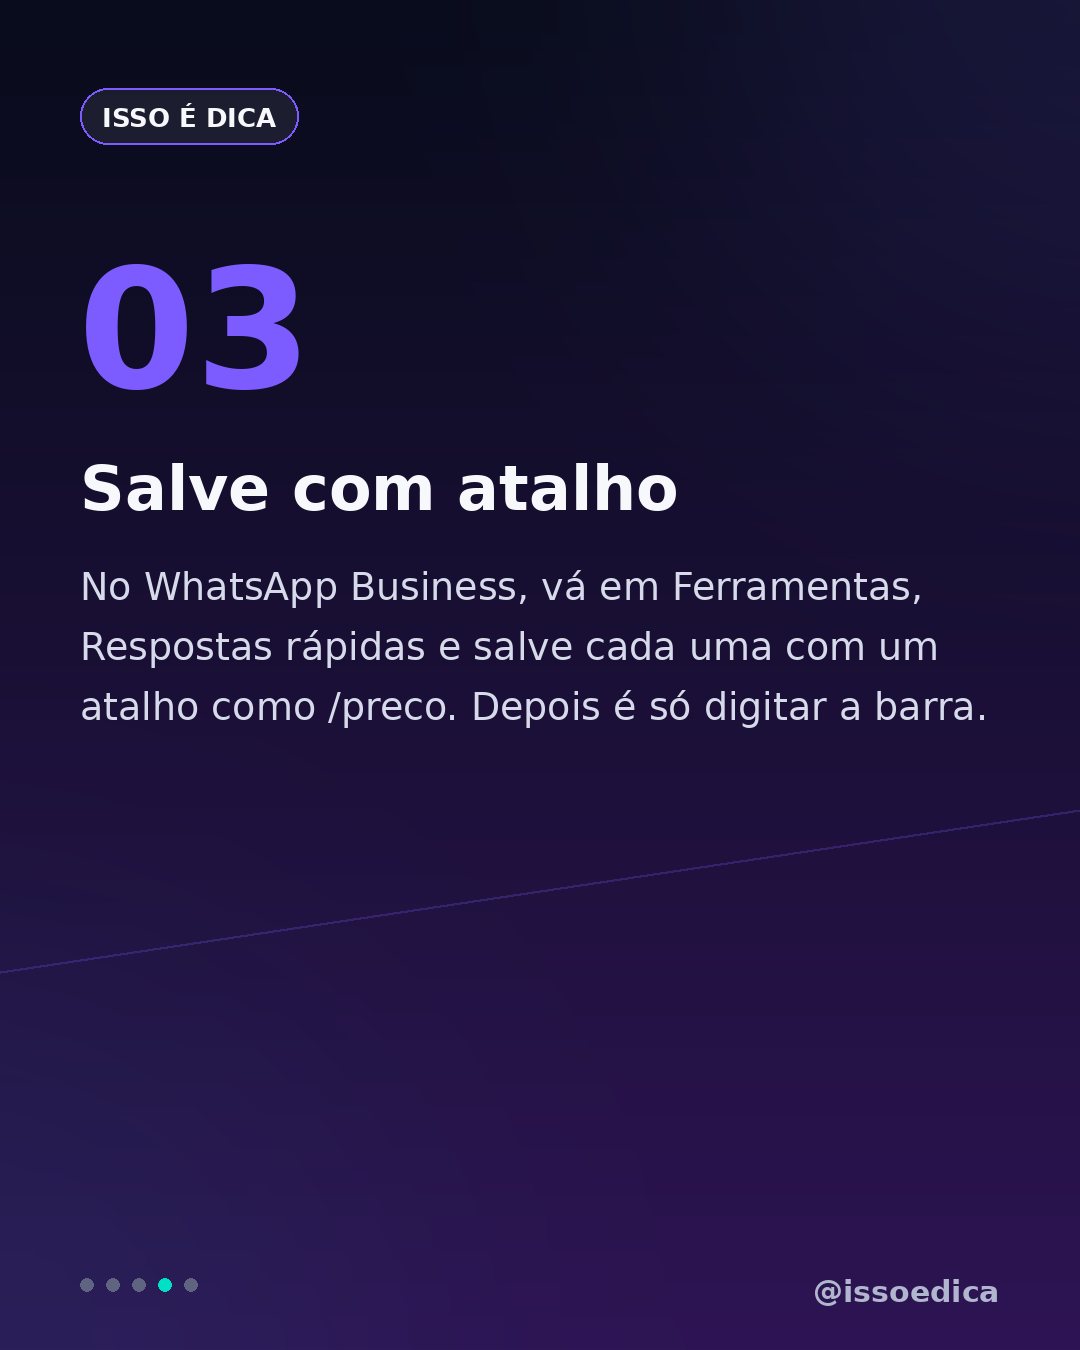 ISSO É DICA
03
Salve com atalho
No WhatsApp Business, vá em Ferramentas,
Respostas rápidas e salve cada uma com um
atalho como /preco. Depois é só digitar a barra.
@issoedica